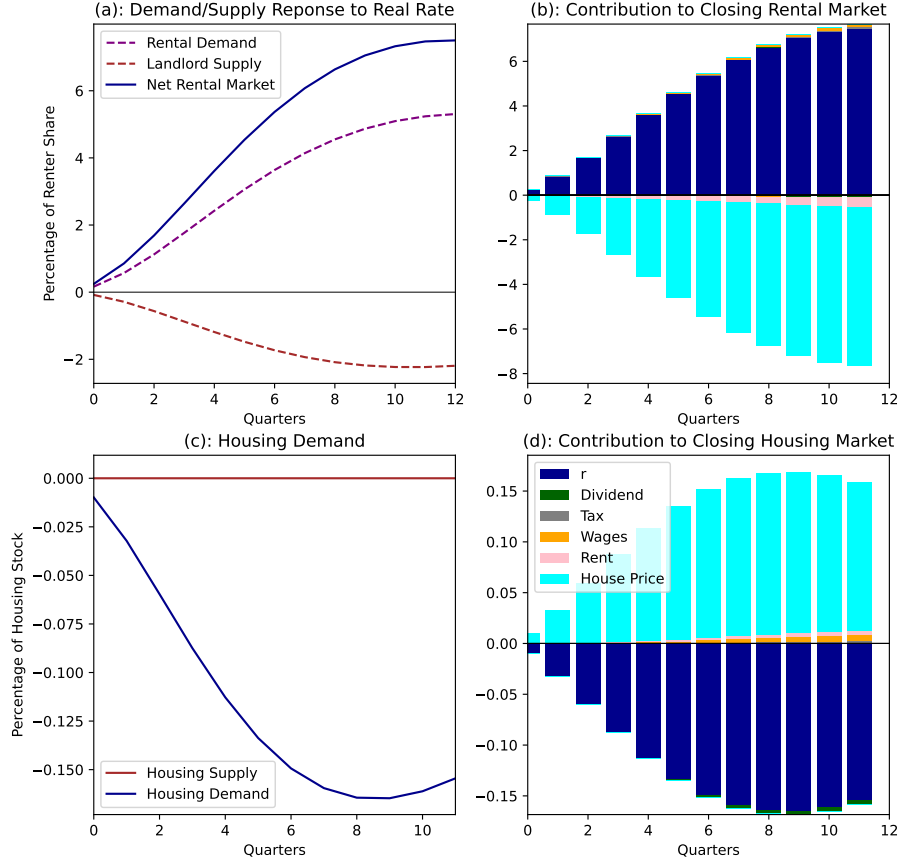 (a): Demand/Supply Reponse to Real Rate
Percentage of Renter Share
6
4
2
0
−2
Rental Demand
Landlord Supply
Net Rental Market
0 2 4 6 8 10 12
Quarters
(b): Contribution to Closing Rental Market
6
4
2
0
−2
−4
−6
−8
0 2 4 6 8 10 12
Quarters
(c): Housing Demand
Percentage of Housing Stock
0.000
−0.025
−0.050
−0.075
−0.100
−0.125
−0.150
Housing Supply
Housing Demand
0 2 4 6 8 10
Quarters
(d): Contribution to Closing Housing Market
0.15
0.10
0.05
0.00
−0.05
−0.10
−0.15
r
Dividend
Tax
Wages
Rent
House Price
0 2 4 6 8 10 12
Quarters